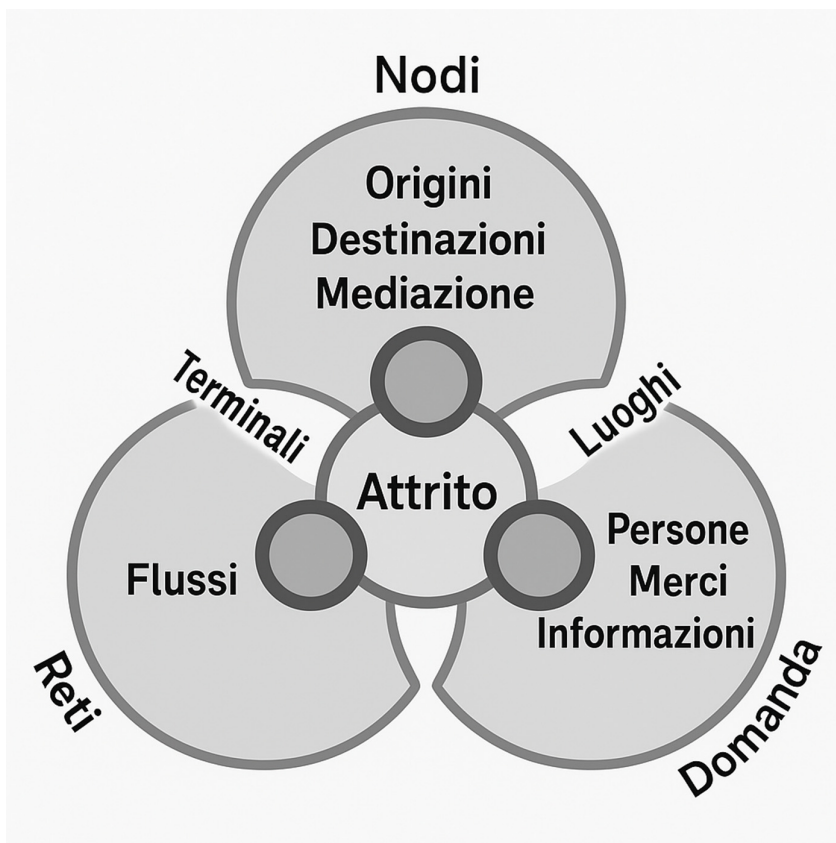 Nodi
Origini
Destinazioni
Mediazione
Terminali
Luoghi
Attrito
Flussi
Persone
Merci
Informazioni
Reti
Domanda